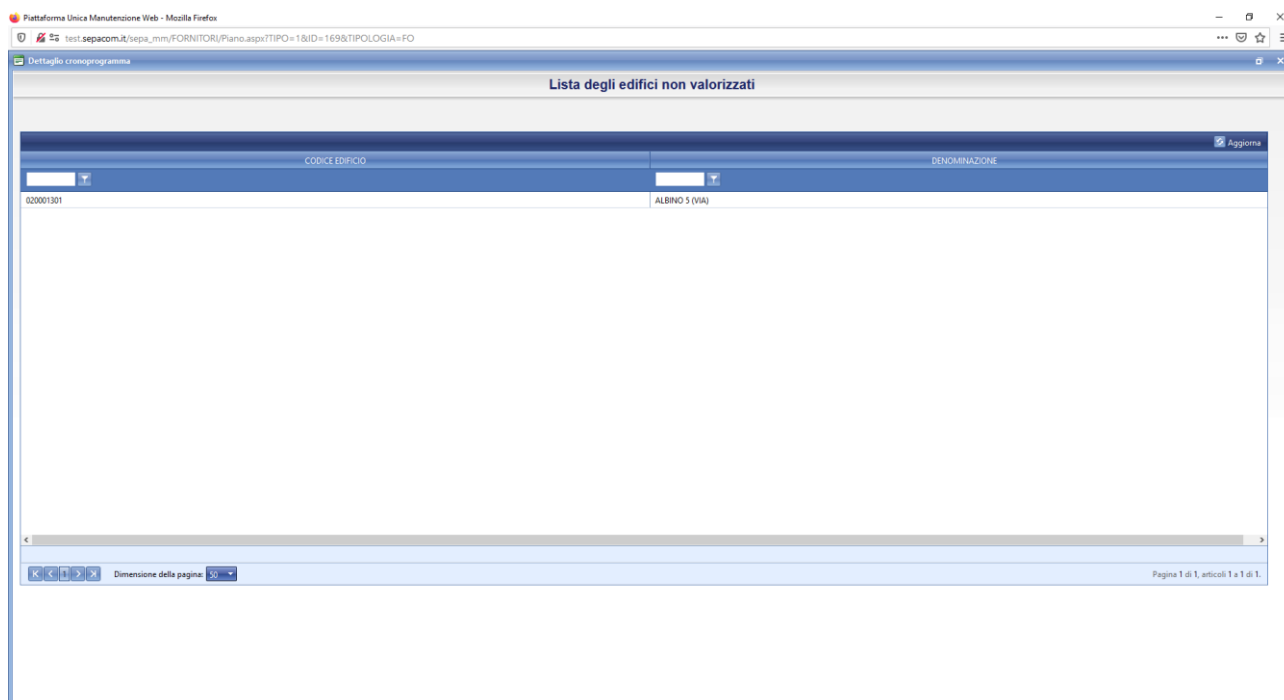 Piattaforma Unica Manutenzione Web - Mozilla Firefox
test.sepacom.it/sepa_mm/FORNITORI/Piano.aspx?TIPO=1&ID=169&TIPOLOGIA=FO
Dettaglio cronoprogramma
Lista degli edifici non valorizzati
Aggiorna
CODICE EDIFICIO DENOMINAZIONE
020001301 ALBINO 5 (VIA)
1 Dimensione della pagina: 50 Pagina 1 di 1, articoli 1 a 1 di 1.